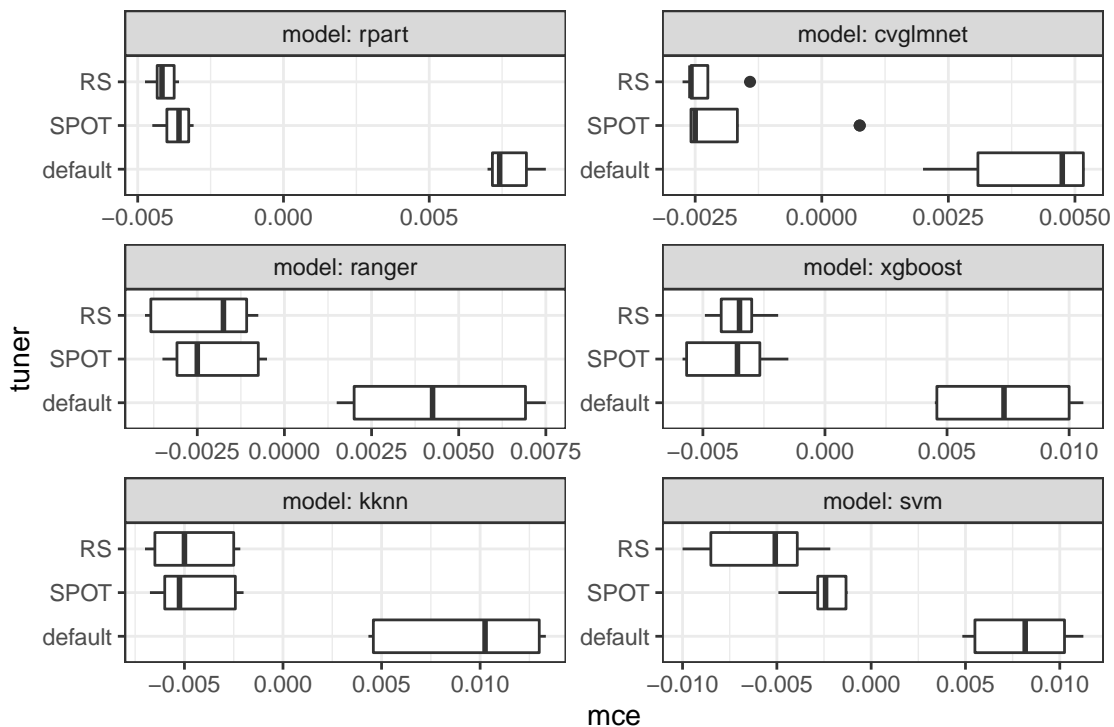 model: rpart
RS
SPOT
default
−0.005 0.000 0.005
model: cvglmnet
RS
SPOT
default
−0.0025 0.0000 0.0025 0.0050
model: ranger
RS
SPOT
default
−0.0025 0.0000 0.0025 0.0050 0.0075
model: xgboost
RS
SPOT
default
−0.005 0.000 0.005 0.010
model: kknn
RS
SPOT
default
−0.005 0.000 0.005 0.010
model: svm
RS
SPOT
default
−0.010 −0.005 0.000 0.005 0.010
tuner
mce